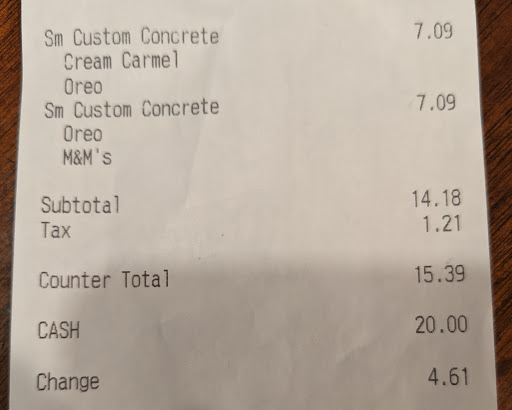 Sm Custom Concrete 7.09
Cream Carmel
Oreo
Sm Custom Concrete 7.09
Oreo
M&M's
Subtotal 14.18
Tax 1.21
Counter Total 15.39
CASH 20.00
Change 4.61